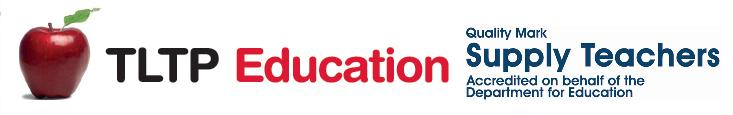 TLTP Education
Quality Mark
Supply Teachers
Accredited on behalf of the
Department for Education